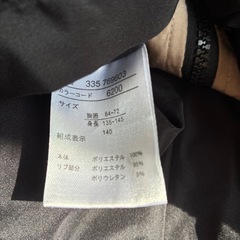 335 789603
カラーコード 6200
サイズ
胸囲 64-72
身長 135-145
140
組成表示
本体 ポリエステル 100%
リブ部分 ポリエステル 95%
ポリウレタン 5%